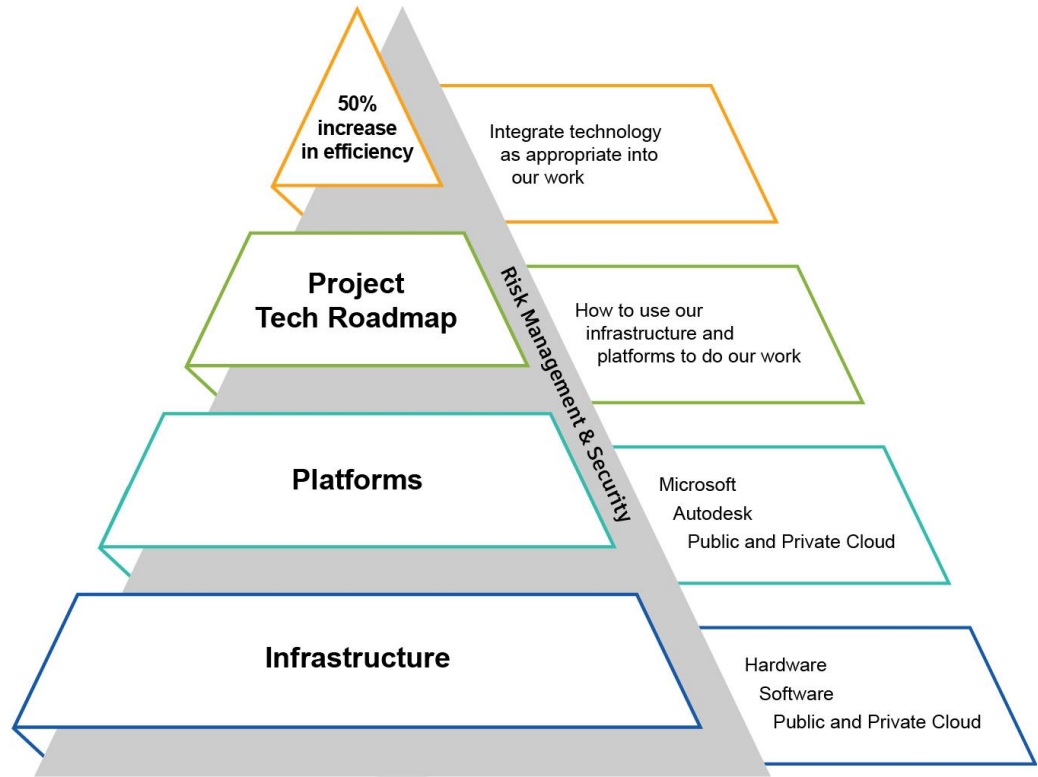 50%
increase
in efficiency
Integrate technology
as appropriate into
our work
Project
Tech Roadmap
How to use our
infrastructure and
platforms to do our work
Risk Management & Security
Platforms
Microsoft
Autodesk
Public and Private Cloud
Infrastructure
Hardware
Software
Public and Private Cloud